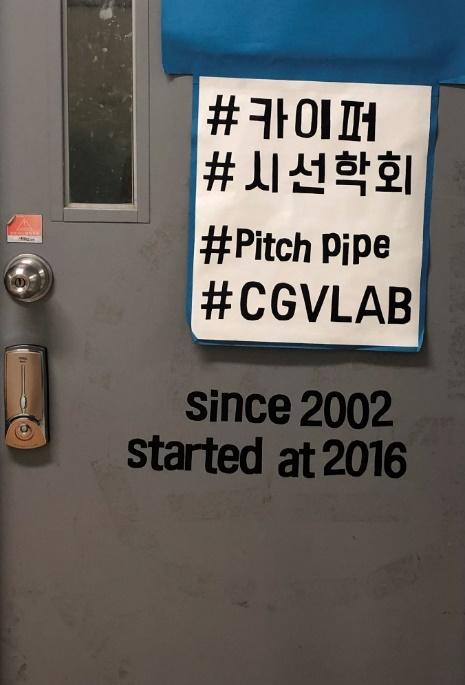 #카이퍼
#시선학회
#Pitch pipe
#CGVLAB
since 2002
started at 2016